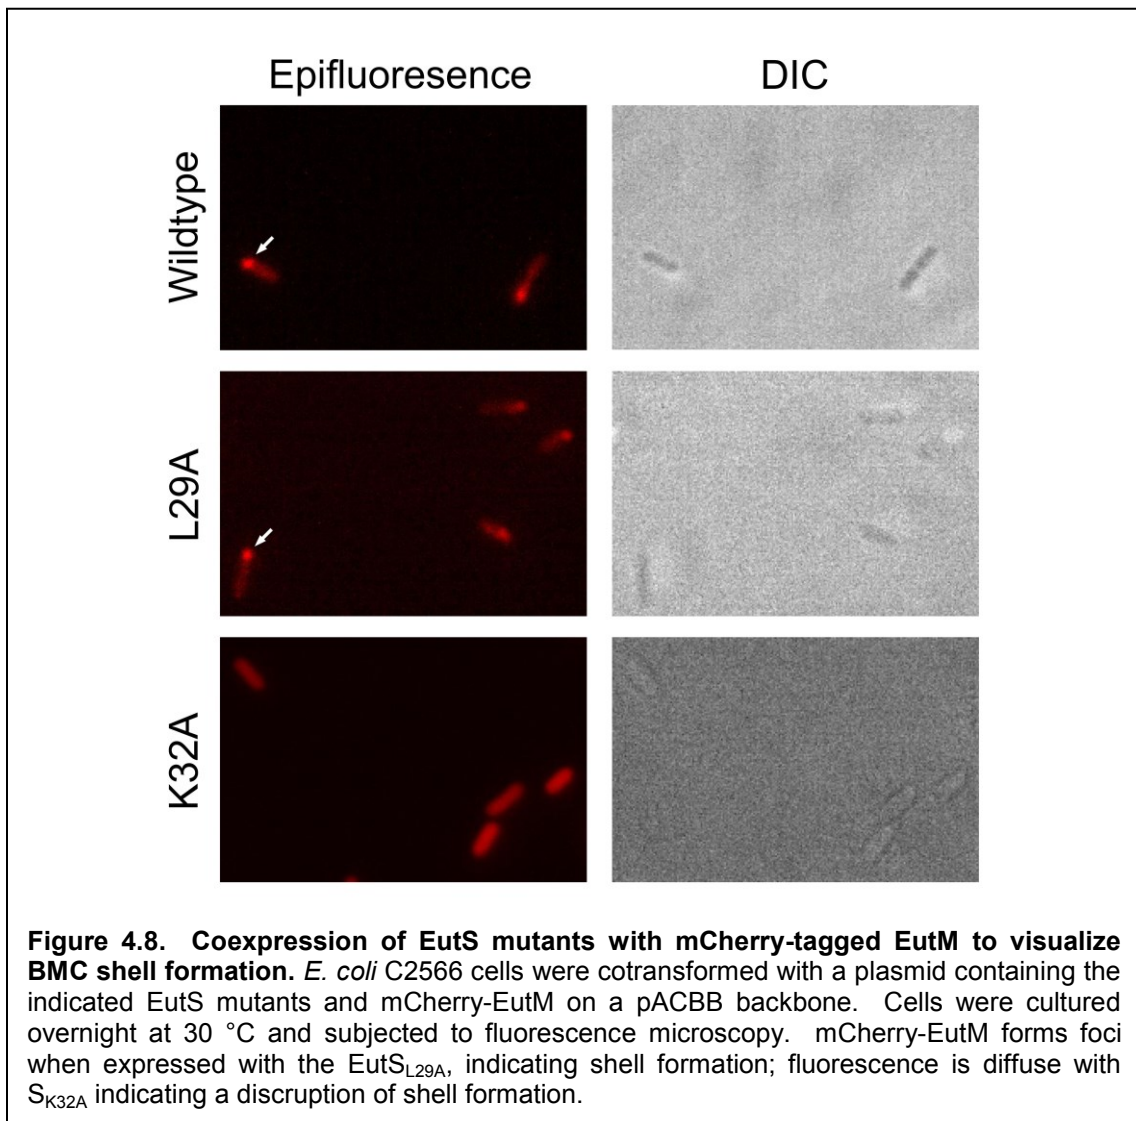 Epifluoresence
DIC
Wildtype
L29A
K32A
Figure 4.8. Coexpression of EutS mutants with mCherry-tagged EutM to visualize
BMC shell formation. E. coli C2566 cells were cotransformed with a plasmid containing the
indicated EutS mutants and mCherry-EutM on a pACBB backbone. Cells were cultured
overnight at 30 °C and subjected to fluorescence microscopy. mCherry-EutM forms foci
when expressed with the EutSL29A, indicating shell formation; fluorescence is diffuse with
SK32A indicating a discruption of shell formation.